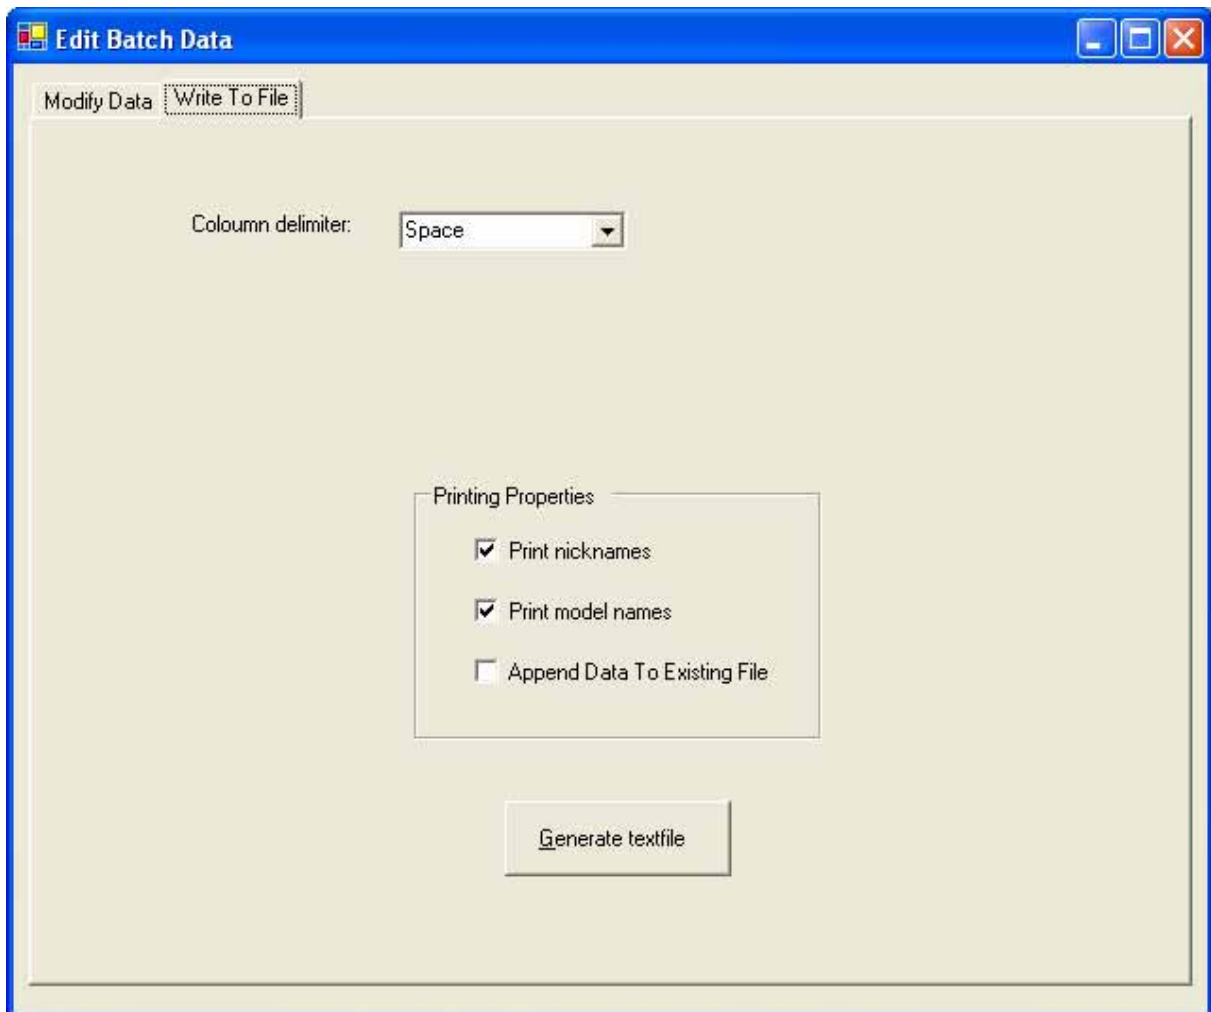 Edit Batch Data
Modify Data Write To File
Coloumn delimiter: Space
Printing Properties
Print nicknames
Print model names
Append Data To Existing File
Generate textfile